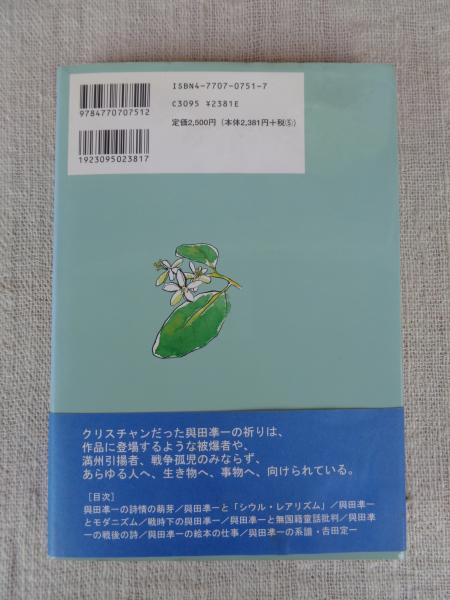 ISBN4-7707-0751-7
9784770707512
C3095 ¥2381E
定価2,500円（本体2,381円+税⑤）
1923095023817
クリスチャンだった與田凖一の祈りは、
作品に登場するような被爆者や、
満州引揚者、戦争孤児のみならず、
あらゆる人へ、生き物へ、事物へ、向けられている。
［目次］
與田凖一の詩情の萌芽／與田凖一と「シウル・レアリズム」／與田凖一
とモダニズム／戦時下の與田凖一／與田凖一と無国籍童話批判／與田凖
一の戦後の詩／與田凖一の絵本の仕事／與田凖一の系譜・吉田定一